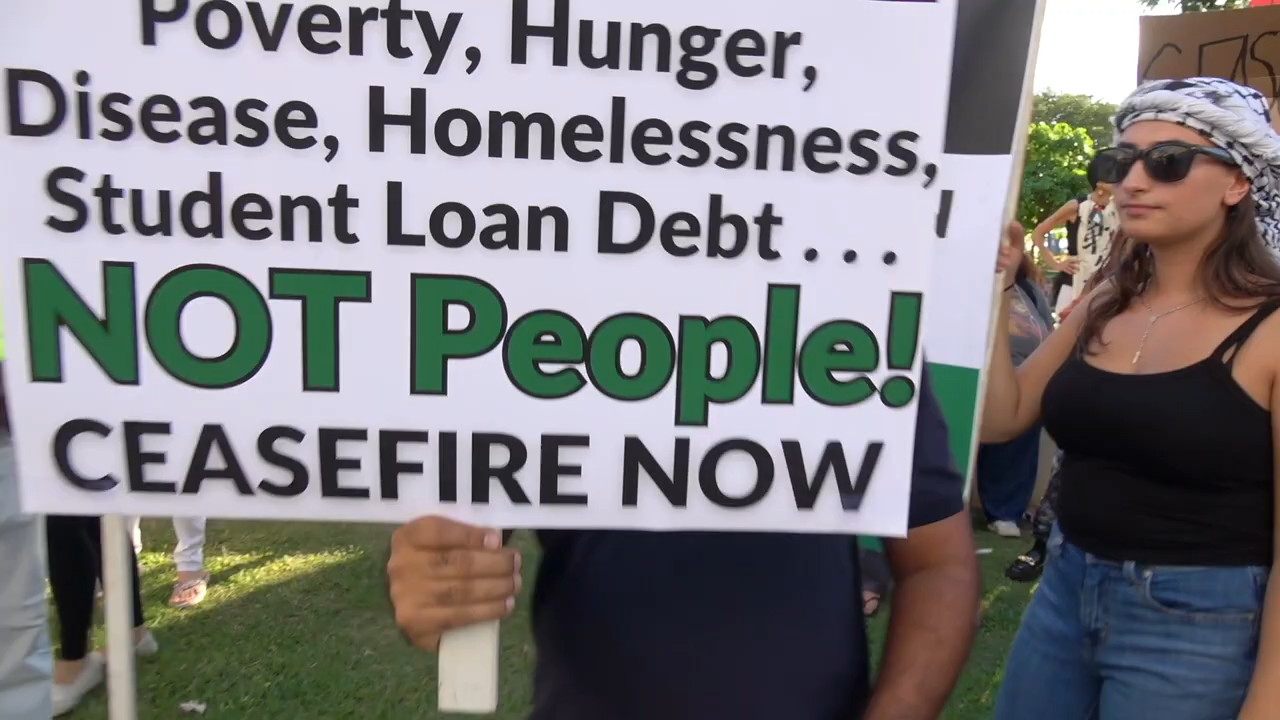 Poverty, Hunger,
Disease, Homelessness,
Student Loan Debt . . .
NOT People!
CEASEFIRE NOW